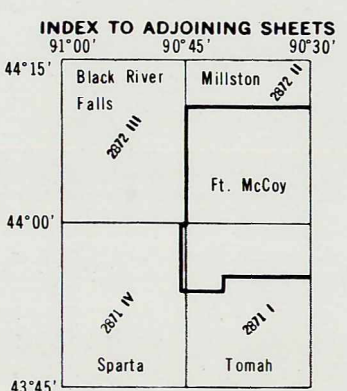 INDEX TO ADJOINING SHEETS
91°00' 90°45' 90°30'
44°15'
Black River
Falls
Millston
2872 II
2872 III
Ft. McCoy
44°00'
2871 IV
2871 I
Sparta
Tomah
43°45'